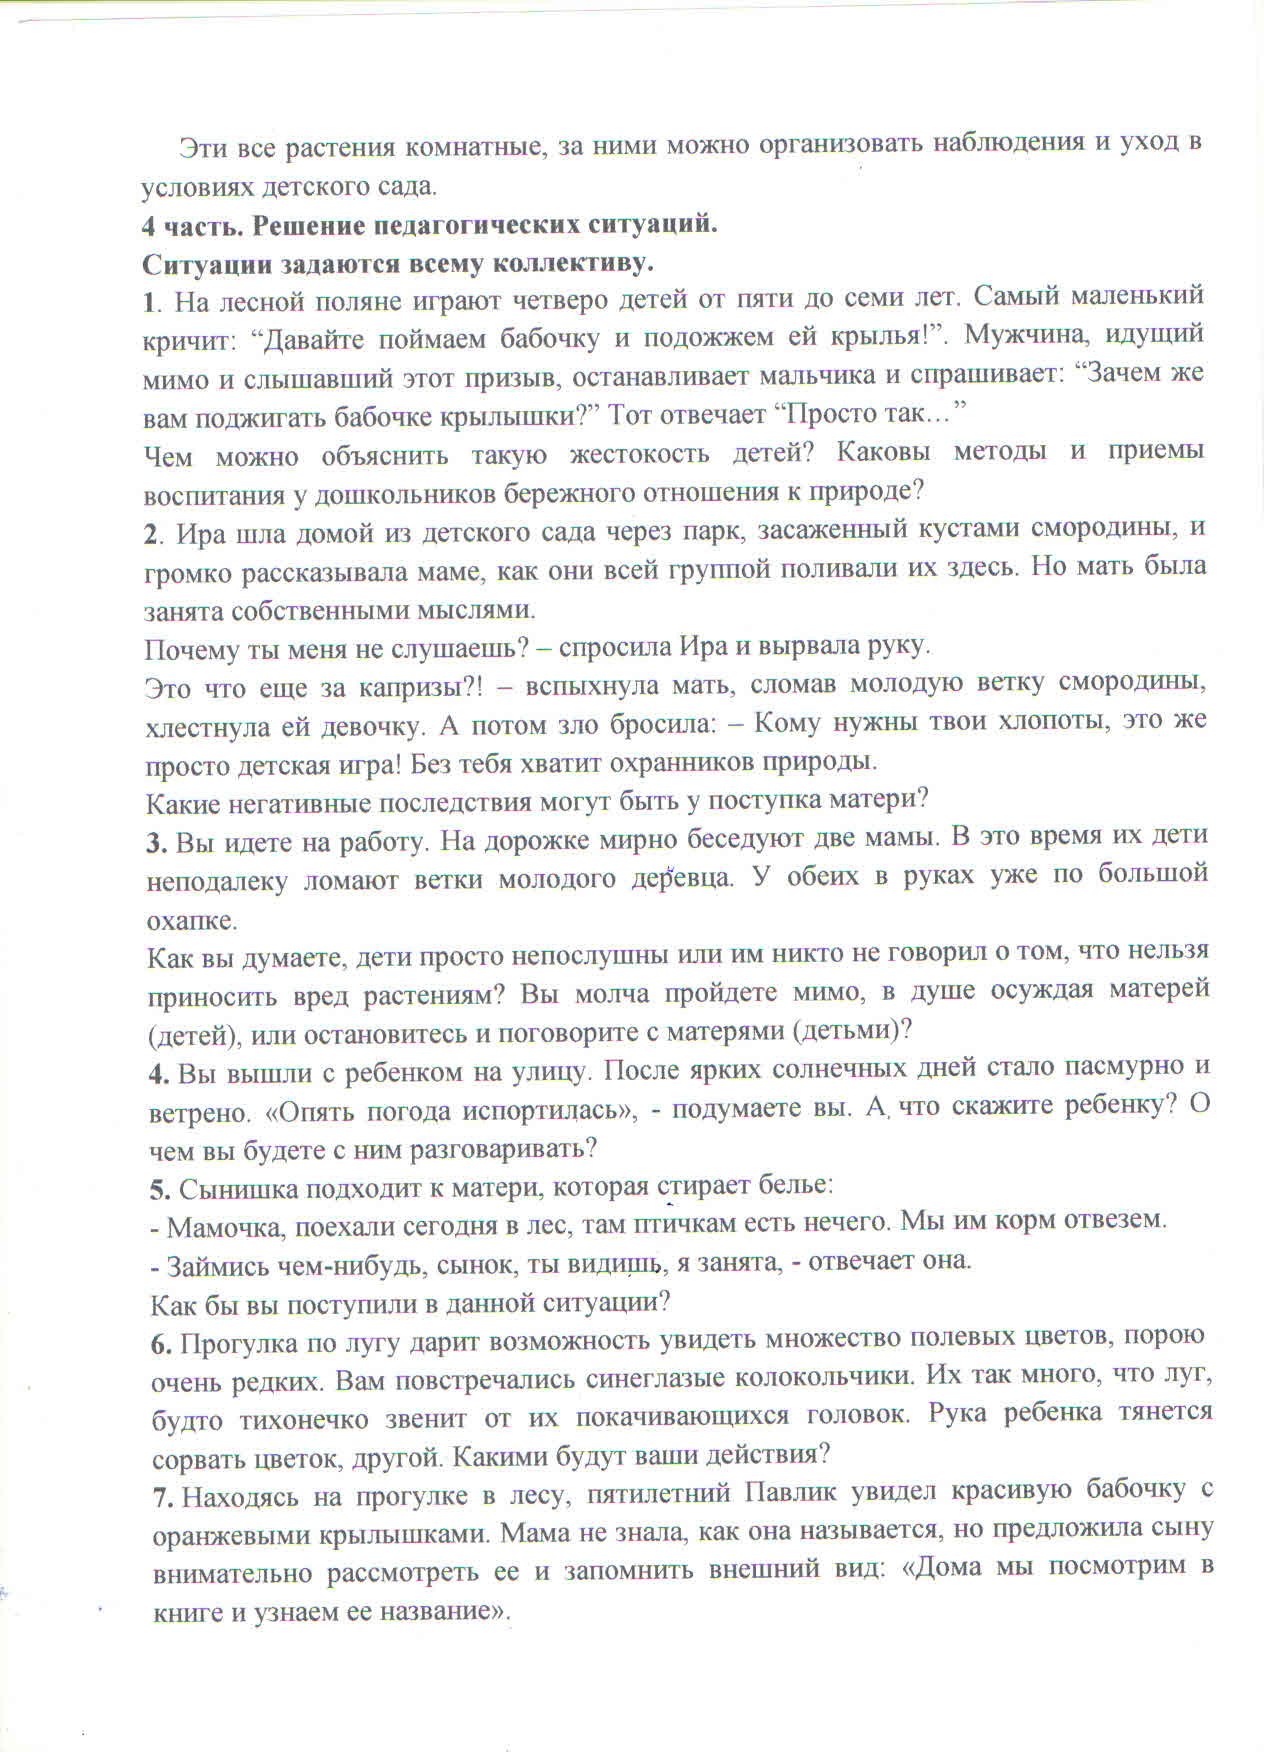 Эти все растения комнатные, за ними можно организовать наблюдения и уход в
условиях детского сада.
4 часть. Решение педагогических ситуаций.
Ситуации задаются всему коллективу.
1. На лесной поляне играют четверо детей от пяти до семи лет. Самый маленький
кричит: “Давайте поймаем бабочку и подожжем ей крылья!”. Мужчина, идущий
мимо и слышавший этот призыв, останавливает мальчика и спрашивает: “Зачем же
вам поджигать бабочке крылышки?” Тот отвечает “Просто так…”
Чем можно объяснить такую жестокость детей? Каковы методы и приемы
воспитания у дошкольников бережного отношения к природе?
2. Ира шла домой из детского сада через парк, засаженный кустами смородины, и
громко рассказывала маме, как они всей группой поливали их здесь. Но мать была
занята собственными мыслями.
Почему ты меня не слушаешь? – спросила Ира и вырвала руку.
Это что еще за капризы?! – вспыхнула мать, сломав молодую ветку смородины,
хлестнула ей девочку. А потом зло бросила: – Кому нужны твои хлопоты, это же
просто детская игра! Без тебя хватит охранников природы.
Какие негативные последствия могут быть у поступка матери?
3. Вы идете на работу. На дорожке мирно беседуют две мамы. В это время их дети
неподалеку ломают ветки молодого деревца. У обеих в руках уже по большой
охапке.
Как вы думаете, дети просто непослушны или им никто не говорил о том, что нельзя
приносить вред растениям? Вы молча пройдете мимо, в душе осуждая матерей
(детей), или остановитесь и поговорите с матерями (детьми)?
4. Вы вышли с ребенком на улицу. После ярких солнечных дней стало пасмурно и
ветрено. «Опять погода испортилась», - подумаете вы. А что скажите ребенку? О
чем вы будете с ним разговаривать?
5. Сынишка подходит к матери, которая стирает белье:
- Мамочка, поехали сегодня в лес, там птичкам есть нечего. Мы им корм отвезем.
- Займись чем-нибудь, сынок, ты видишь, я занята, - отвечает она.
Как бы вы поступили в данной ситуации?
6. Прогулка по лугу дарит возможность увидеть множество полевых цветов, порою
очень редких. Вам повстречались синеглазые колокольчики. Их так много, что луг,
будто тихонечко звенит от их покачивающихся головок. Рука ребенка тянется
сорвать цветок, другой. Какими будут ваши действия?
7. Находясь на прогулке в лесу, пятилетний Павлик увидел красивую бабочку с
оранжевыми крылышками. Мама не знала, как она называется, но предложила сыну
внимательно рассмотреть ее и запомнить внешний вид: «Дома мы посмотрим в
книге и узнаем ее название».